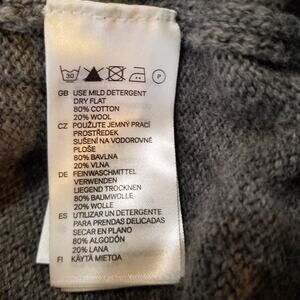 30 P
GB USE MILD DETERGENT
DRY FLAT
80% COTTON
20% WOOL
CZ POUŽIJTE JEMNÝ PRACÍ
PROSTŘEDEK
SUŠENÍ NA VODOROVNÉ
PLOŠE
80% BAVLNA
20% VLNA
DE FEINWASCHMITTEL
VERWENDEN
LIEGEND TROCKNEN
80% BAUMWOLLE
20% WOLLE
ES UTILIZAR UN DETERGENTE
PARA PRENDAS DELICADAS
SECAR EN PLANO
80% ALGODÓN
20% LANA
FI KÄYTÄ MIETOA